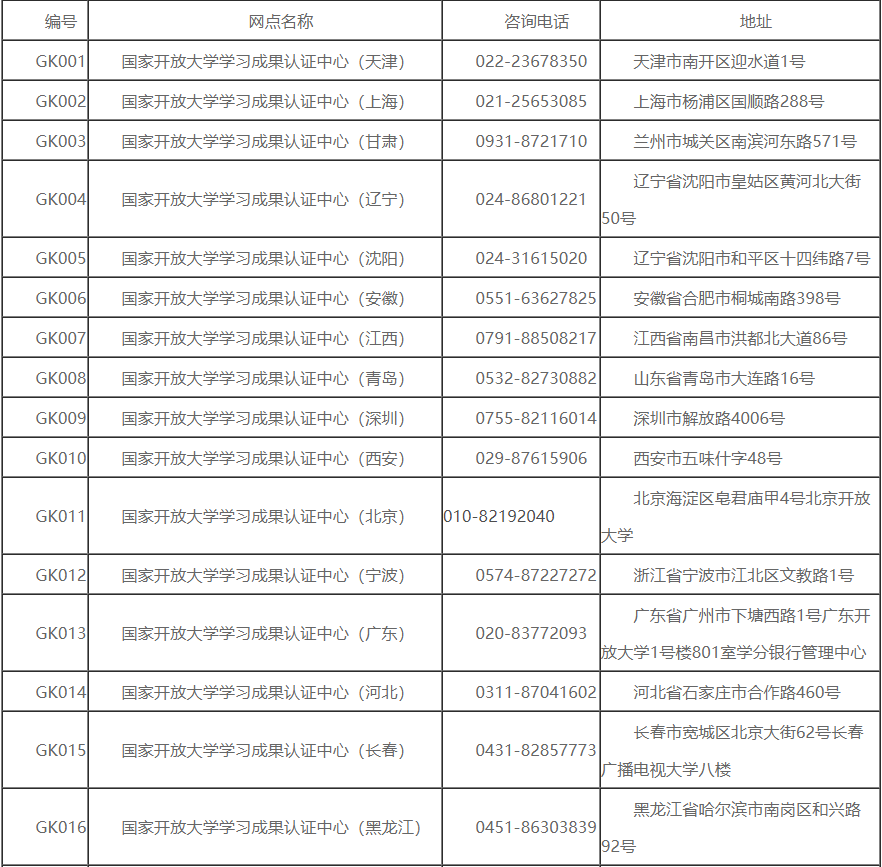 编号 网点名称 咨询电话 地址
GK001 国家开放大学学习成果认证中心（天津） 022-23678350 天津市南开区迎水道1号
GK002 国家开放大学学习成果认证中心（上海） 021-25653085 上海市杨浦区国顺路288号
GK003 国家开放大学学习成果认证中心（甘肃） 0931-8721710 兰州市城关区南滨河东路571号
GK004 国家开放大学学习成果认证中心（辽宁） 024-86801221 辽宁省沈阳市皇姑区黄河北大街
50号
GK005 国家开放大学学习成果认证中心（沈阳） 024-31615020 辽宁省沈阳市和平区十四纬路7号
GK006 国家开放大学学习成果认证中心（安徽） 0551-63627825 安徽省合肥市桐城南路398号
GK007 国家开放大学学习成果认证中心（江西） 0791-88508217 江西省南昌市洪都北大道86号
GK008 国家开放大学学习成果认证中心（青岛） 0532-82730882 山东省青岛市大连路16号
GK009 国家开放大学学习成果认证中心（深圳） 0755-82116014 深圳市解放路4006号
GK010 国家开放大学学习成果认证中心（西安） 029-87615906 西安市五味什字48号
GK011 国家开放大学学习成果认证中心（北京） 010-82192040 北京海淀区皂君庙甲4号北京开放
大学
GK012 国家开放大学学习成果认证中心（宁波） 0574-87227272 浙江省宁波市江北区文教路1号
GK013 国家开放大学学习成果认证中心（广东） 020-83772093 广东省广州市下塘西路1号广东开
放大学1号楼801室学分银行管理中心
GK014 国家开放大学学习成果认证中心（河北） 0311-87041602 河北省石家庄市合作路460号
GK015 国家开放大学学习成果认证中心（长春） 0431-82857773 长春市宽城区北京大街62号长春
广播电视大学八楼
GK016 国家开放大学学习成果认证中心（黑龙江） 0451-86303839 黑龙江省哈尔滨市南岗区和兴路
92号